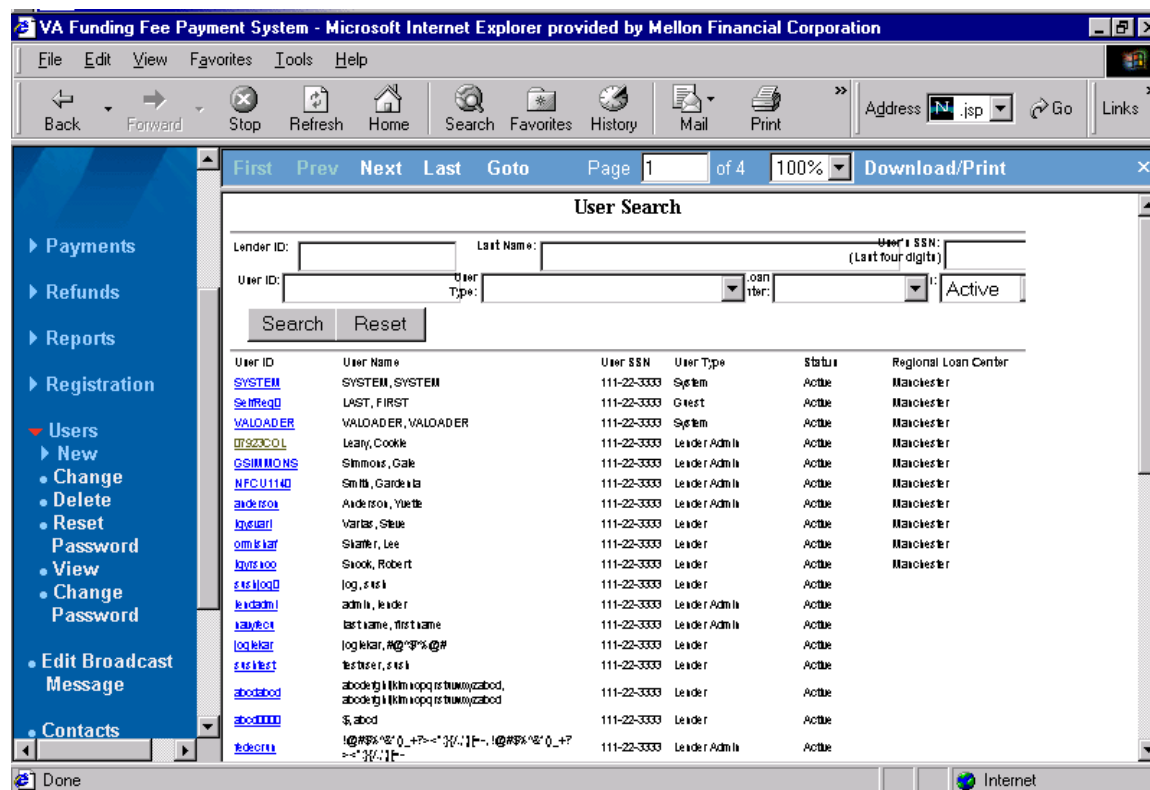 VA Funding Fee Payment System - Microsoft Internet Explorer provided by Mellon Financial Corporation
File Edit View Favorites Tools Help
Back Forward Stop Refresh Home Search Favorites History Mail Print » Address .jsp Go Links
First Prev Next Last Goto Page 1 of 4 100% Download/Print
Payments
Refunds
Reports
Registration
Users
New
Change
Delete
Reset
Password
View
Change
Password
Edit Broadcast
Message
Contacts
User Search
Lender ID: Last Name: User's SSN:
(Last four digits)
User ID: User
Type: Active
Search Reset
User ID User Name User SSN User Type Status Regional Loan Center
SYSTEM SYSTEM, SYSTEM 111-22-3333 System Active Manchester
LAST, FIRST 111-22-3333 Guest Active Manchester
VALOADER VALOADER, VALOADER 111-22-3333 System Active Manchester
07923COL Leary, Cookie 111-22-3333 Lender Admin Active Manchester
GSIMMONS Simmons, Gale 111-22-3333 Lender Admin Active Manchester
Smith, Gardenia 111-22-3333 Lender Admin Active Manchester
anderson Anderson, Yvette 111-22-3333 Lender Active Manchester
Steve 111-22-3333 Lender Active Manchester
Shaffer, Lee 111-22-3333 Lender Active Manchester
Snook, Robert 111-22-3333 Lender Active Manchester
111-22-3333 Lender Active
lendadmi admin, lender 111-22-3333 Lender Admin Active
lastname, firstname 111-22-3333 Lender Admin Active
111-22-3333 Lender Active
testuser, 111-22-3333 Lender Active
abcdabcd 111-22-3333 Lender Active
$, abcd 111-22-3333 Lender Active
111-22-3333 Lender Admin Active
Done Internet